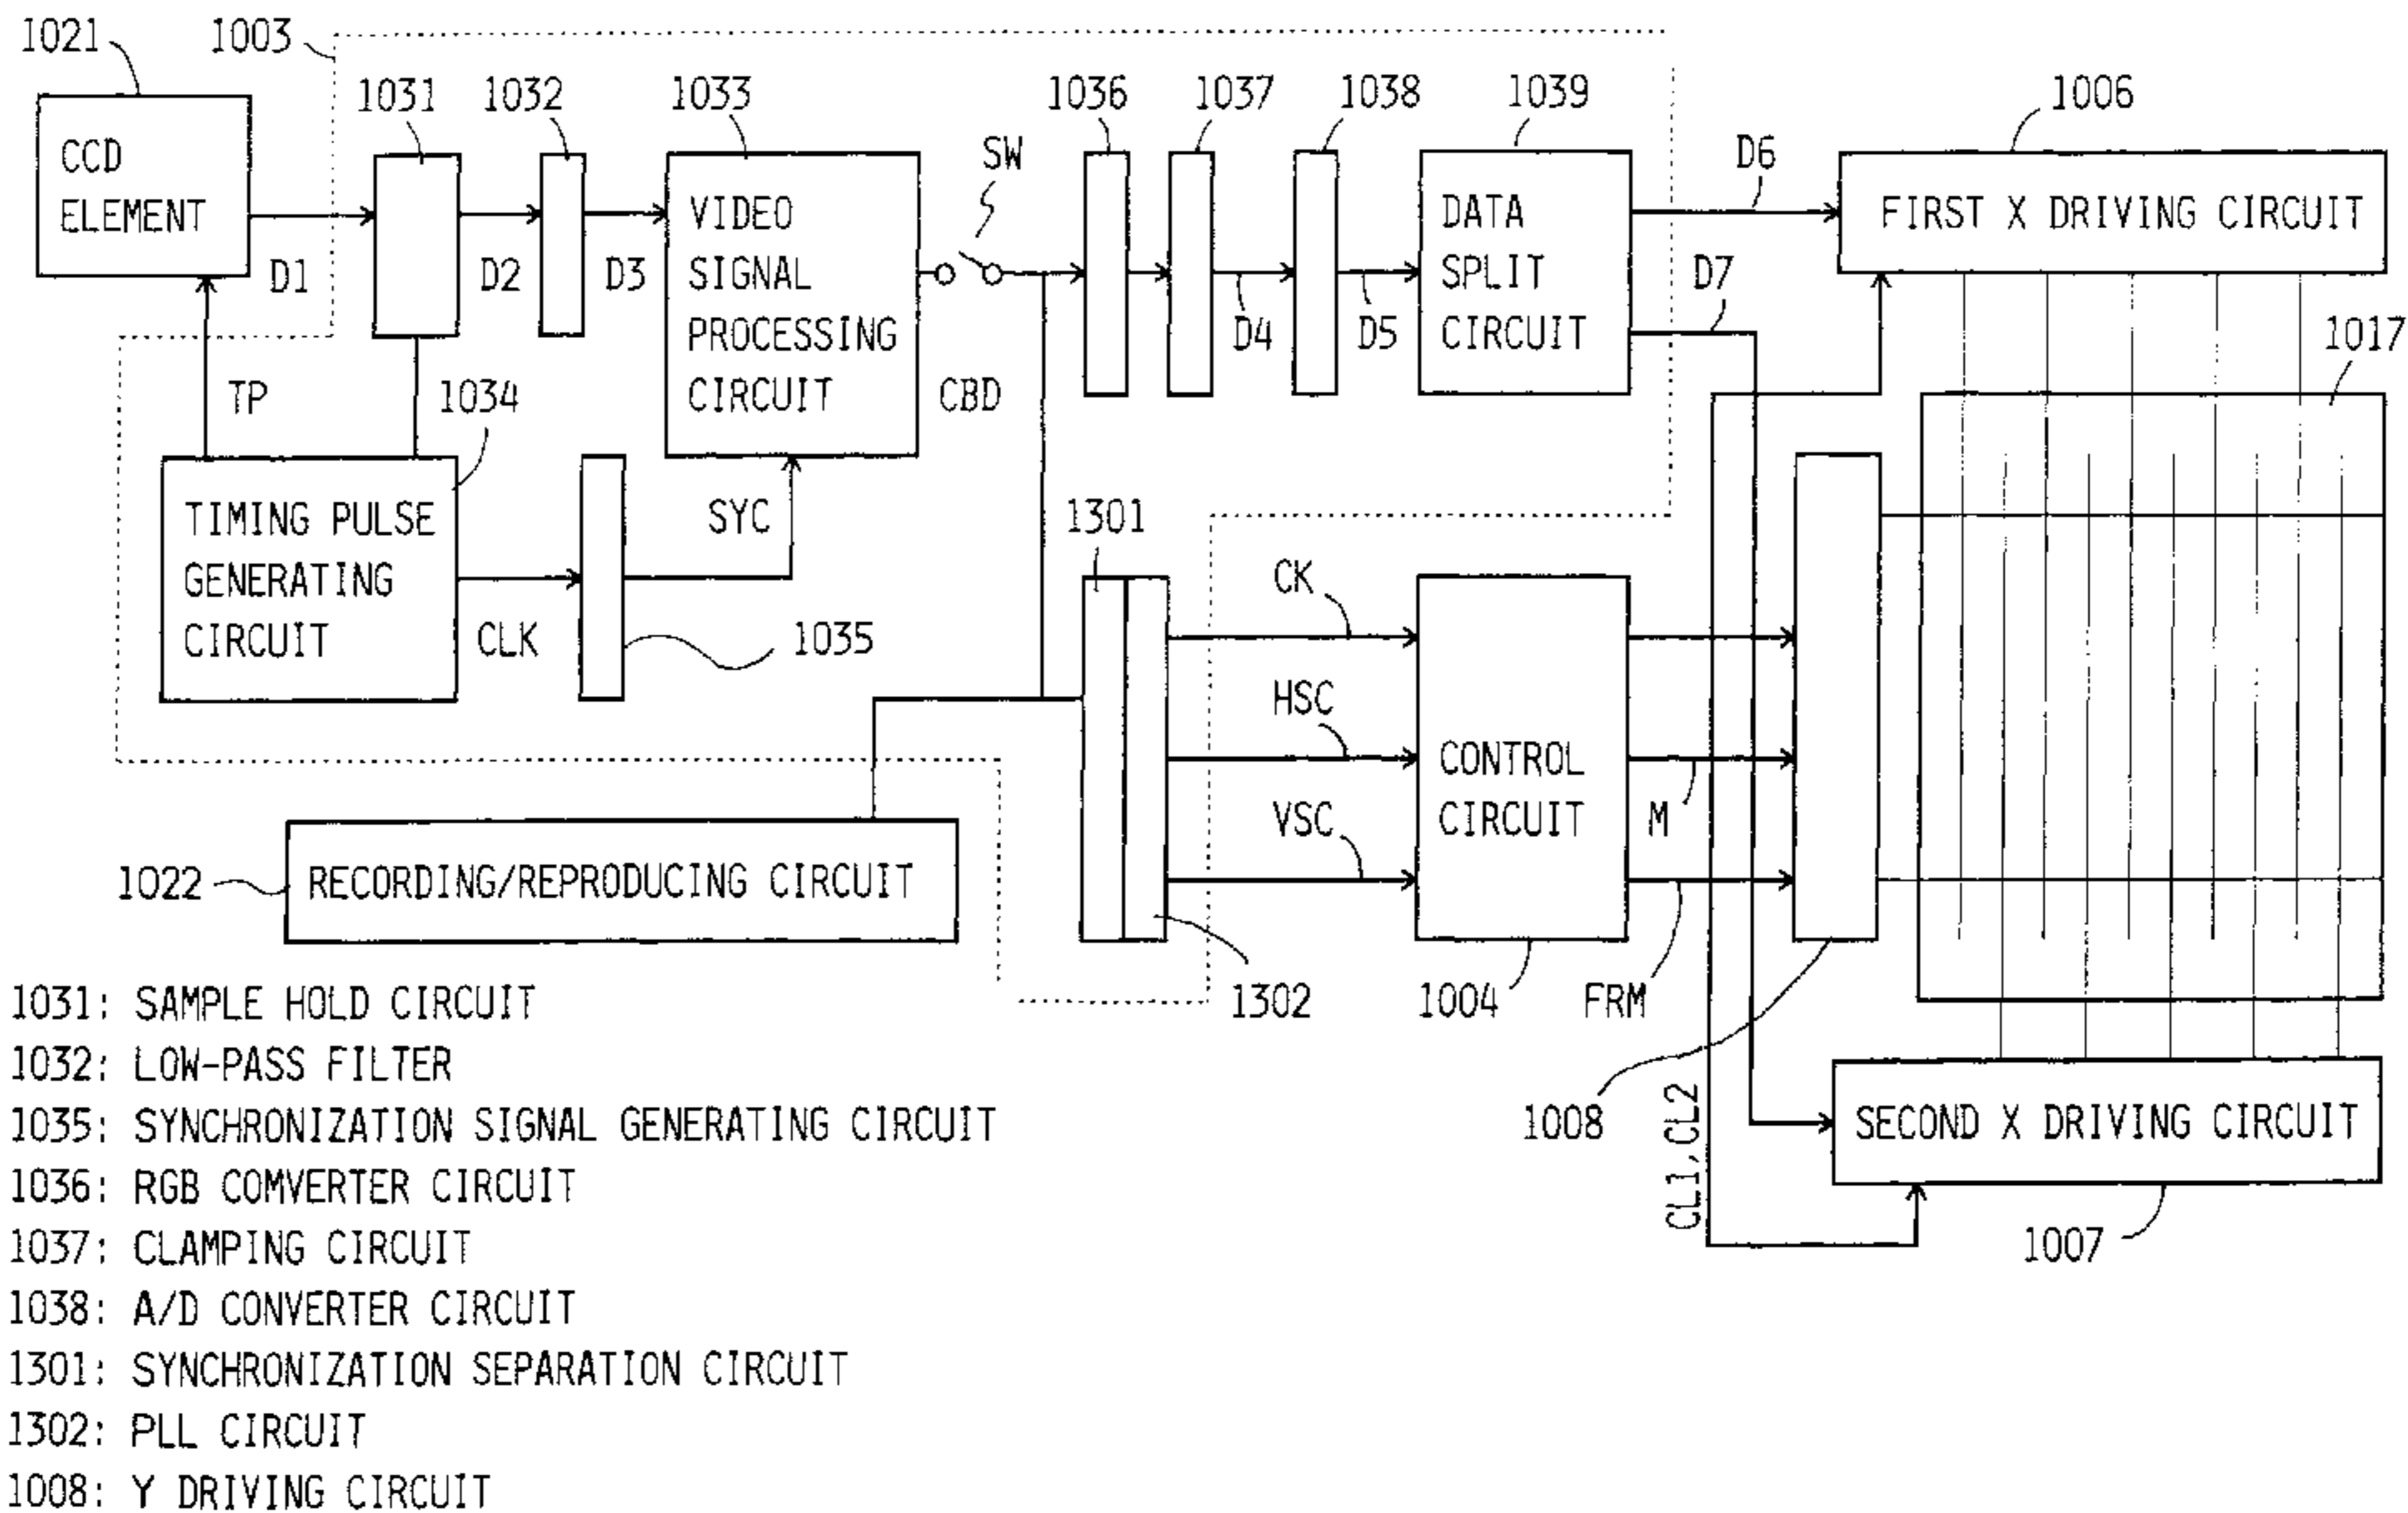 1021
1003
1031
1032
1033
1036
1037
1038
1039
1006
CCD
ELEMENT
D1
D2
D3
VIDEO
SIGNAL
PROCESSING
CIRCUIT
SW
CBD
D4
D5
DATA
SPLIT
CIRCUIT
D6
D7
FIRST X DRIVING CIRCUIT
1017
TP
1034
TIMING PULSE
GENERATING
CIRCUIT
CLK
SYC
1035
1301
CK
HSC
VSC
CONTROL
CIRCUIT
M
FRM
1022
RECORDING/REPRODUCING CIRCUIT
1302
1004
1008
CL1,CL2
SECOND X DRIVING CIRCUIT
1007
1031: SAMPLE HOLD CIRCUIT
1032: LOW-PASS FILTER
1035: SYNCHRONIZATION SIGNAL GENERATING CIRCUIT
1036: RGB COMVERTER CIRCUIT
1037: CLAMPING CIRCUIT
1038: A/D CONVERTER CIRCUIT
1301: SYNCHRONIZATION SEPARATION CIRCUIT
1302: PLL CIRCUIT
1008: Y DRIVING CIRCUIT